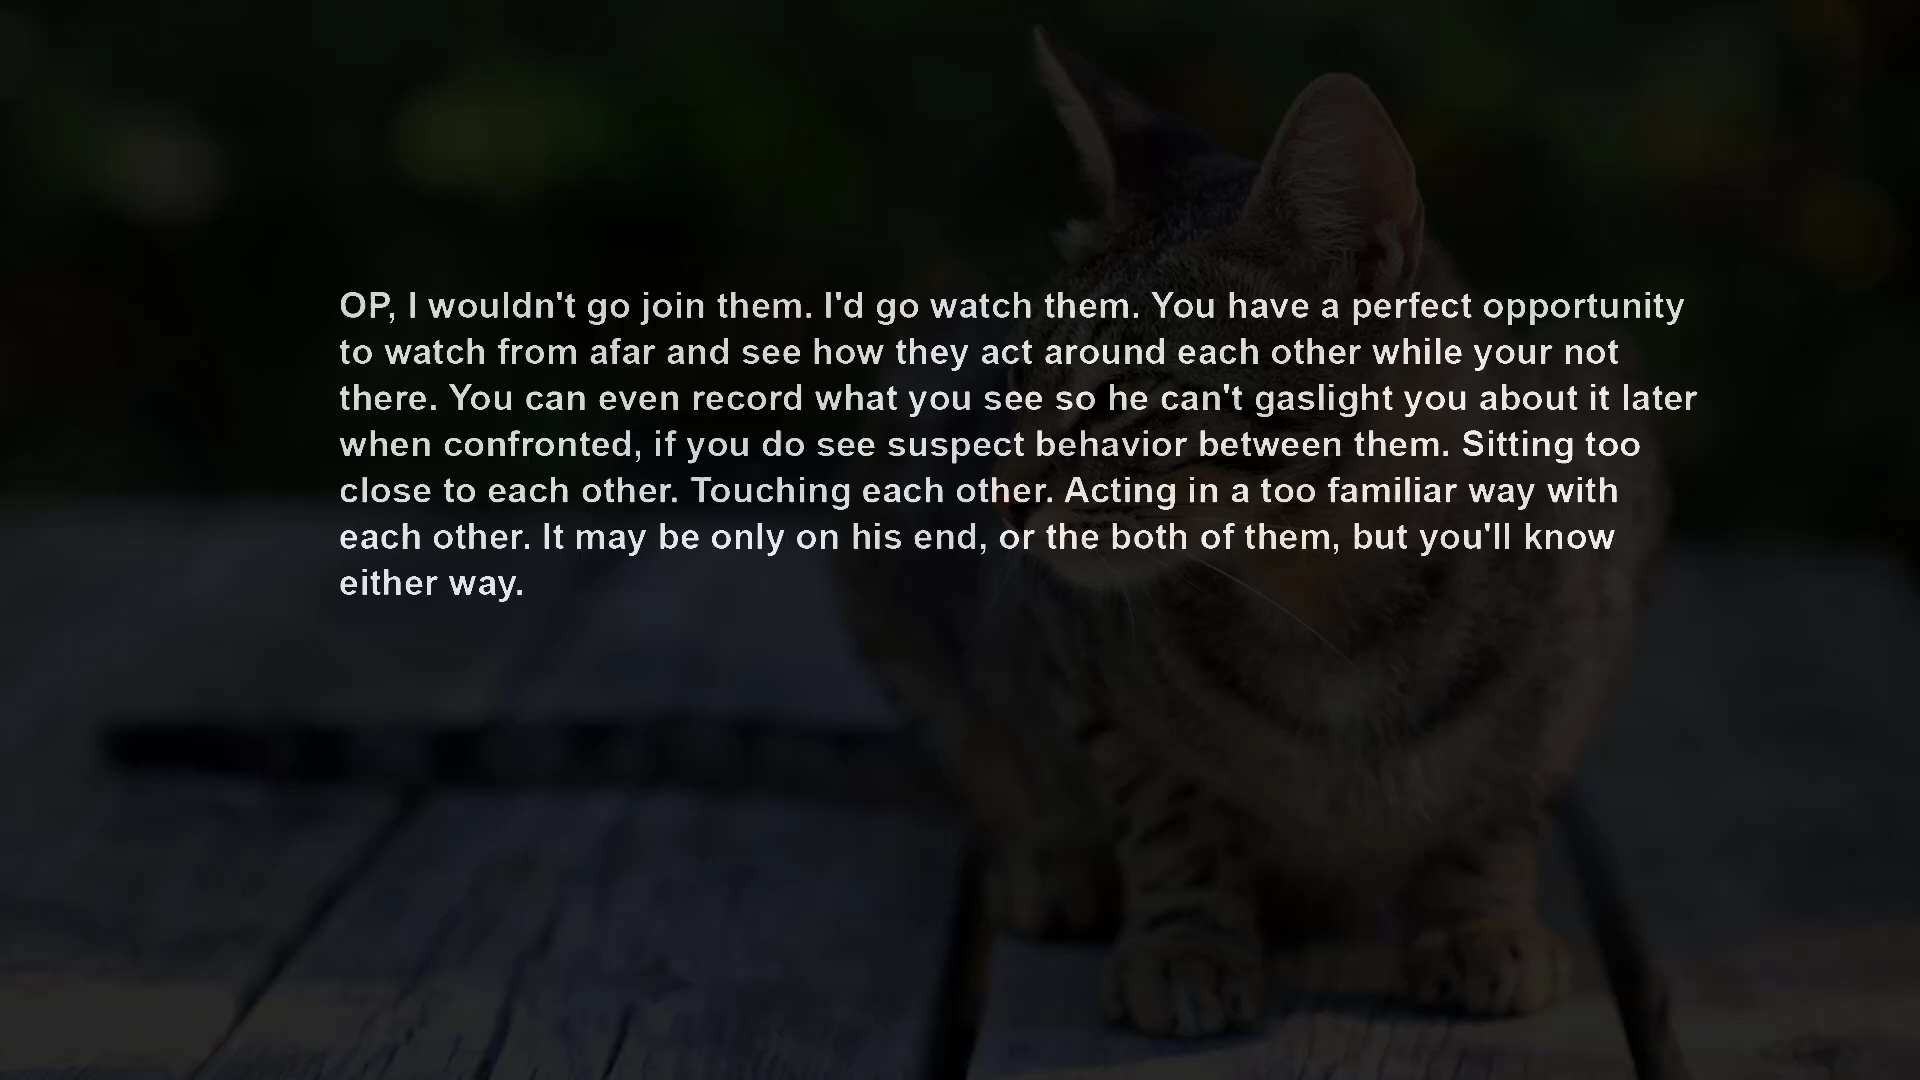 OP, I wouldn't go join them. I'd go watch them. You have a perfect opportunity
to watch from afar and see how they act around each other while your not
there. You can even record what you see so he can't gaslight you about it later
when confronted, if you do see suspect behavior between them. Sitting too
close to each other. Touching each other. Acting in a too familiar way with
each other. It may be only on his end, or the both of them, but you'll know
either way.